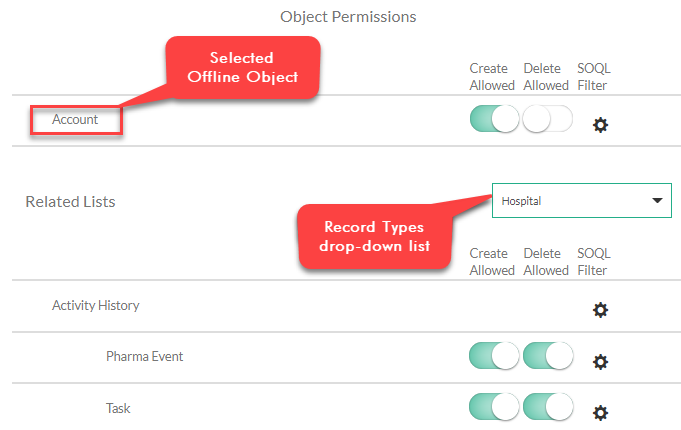 Object Permissions
Selected
Offline Object
Create Delete SOQL
Allowed Allowed Filter
Account
Related Lists
Hospital
Record Types
drop-down list
Create Delete SOQL
Allowed Allowed Filter
Activity History
Pharma Event
Task